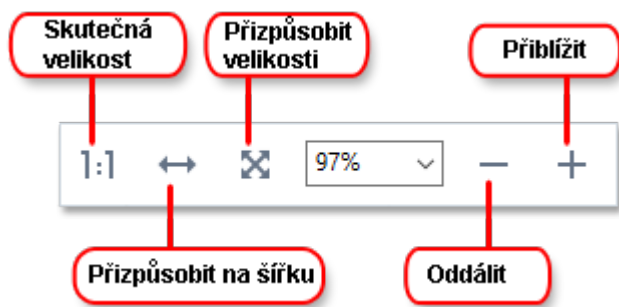 Skutečná
velikost
Přizpůsobit
velikosti
Přiblížit
1:1
97%
Přizpůsobit na šířku
Oddálit